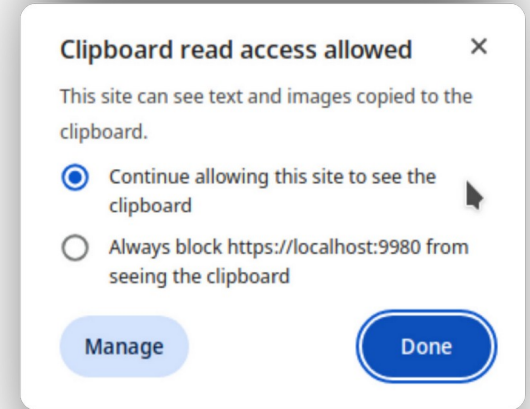 Clipboard read access allowed
This site can see text and images copied to the
clipboard.
Continue allowing this site to see the
clipboard
Always block https://localhost:9980 from
seeing the clipboard
Manage
Done